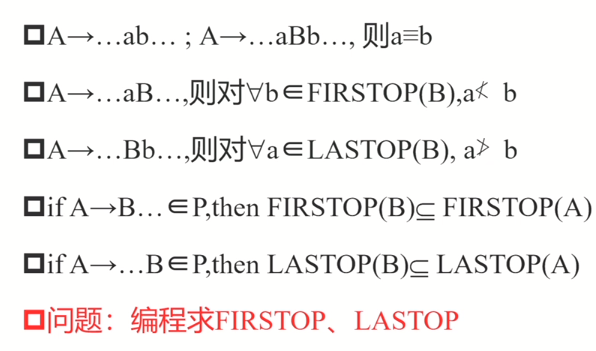 A→…ab… ; A→…aBb…, 则a≡b
A→…aB…,则对∀b∈FIRSTOP(B),a⋖ b
A→…Bb…,则对∀a∈LASTOP(B), a⋗ b
if A→B…∈P,then FIRSTOP(B)⊆ FIRSTOP(A)
if A→…B∈P,then LASTOP(B)⊆ LASTOP(A)
问题：编程求FIRSTOP、LASTOP